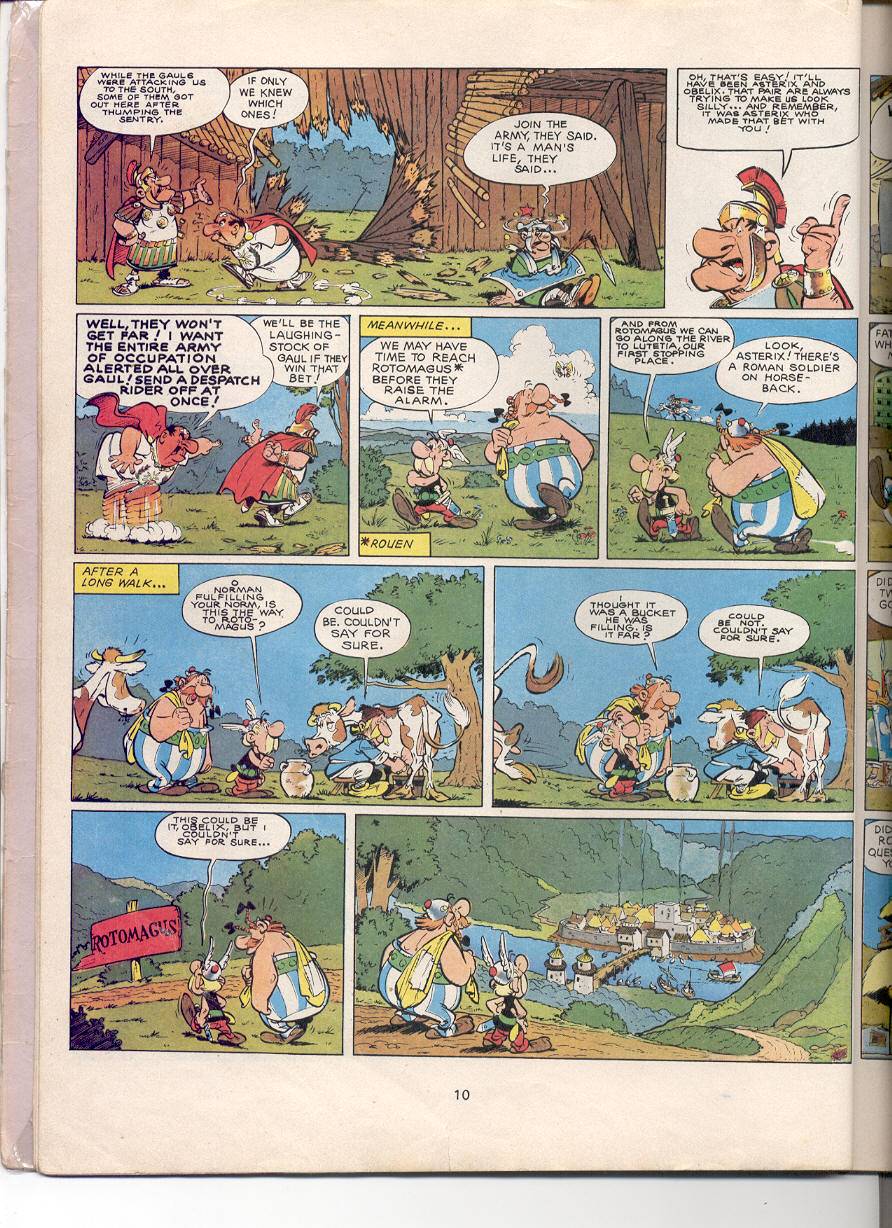 WHILE THE GAULS
WERE ATTACKING US
TO THE SOUTH,
SOME OF THEM GOT
OUT HERE AFTER
THUMPING THE
SENTRY.
IF ONLY
WE KNEW
WHICH
ONES!
JOIN THE
ARMY, THEY SAID.
IT'S A MAN'S
LIFE, THEY
SAID...
OH, THAT'S EASY! IT'LL
HAVE BEEN ASTERIX AND
OBELIX. THAT PAIR ARE ALWAYS
TRYING TO MAKE US LOOK
SILLY... AND REMEMBER,
IT WAS ASTERIX WHO
MADE THAT BET WITH
YOU!
WELL, THEY WON'T
GET FAR! I WANT
THE ENTIRE ARMY
OF OCCUPATION
ALERTED ALL OVER
GAUL! SEND A DESPATCH
RIDER OFF AT
ONCE!
WE'LL BE THE
LAUGHING-
STOCK OF
GAUL IF THEY
WIN THAT
BET!
MEANWHILE...
WE MAY HAVE
TIME TO REACH
ROTOMAGUS*
BEFORE THEY
RAISE THE
ALARM.
*ROUEN
AND FROM
ROTOMAGUS WE CAN
GO ALONG THE RIVER
TO LUTETIA, OUR
FIRST STOPPING
PLACE.
LOOK,
ASTERIX! THERE'S
A ROMAN SOLDIER
ON HORSE-
BACK.
AFTER A
LONG WALK...
O
NORMAN
FULFILLING
YOUR NORM, IS
THIS THE WAY
TO ROTO-
MAGUS?
COULD
BE. COULDN'T
SAY FOR
SURE.
I
THOUGHT IT
WAS A BUCKET
HE WAS
FILLING. IS
IT FAR?
COULD
BE NOT.
COULDN'T SAY
FOR SURE.
THIS COULD BE
IT, OBELIX, BUT I
COULDN'T
SAY FOR SURE...
ROTOMAGUS
10